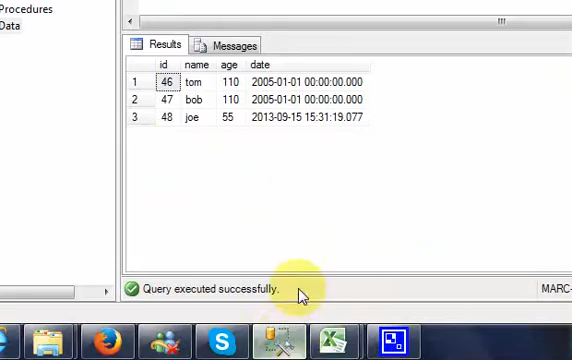 Procedures
Data
Results Messages
id name age date
1 46 tom 110 2005-01-01 00:00:00.000
2 47 bob 110 2005-01-01 00:00:00.000
3 48 joe 55 2013-09-15 15:31:19.077
Query executed successfully. MARC-